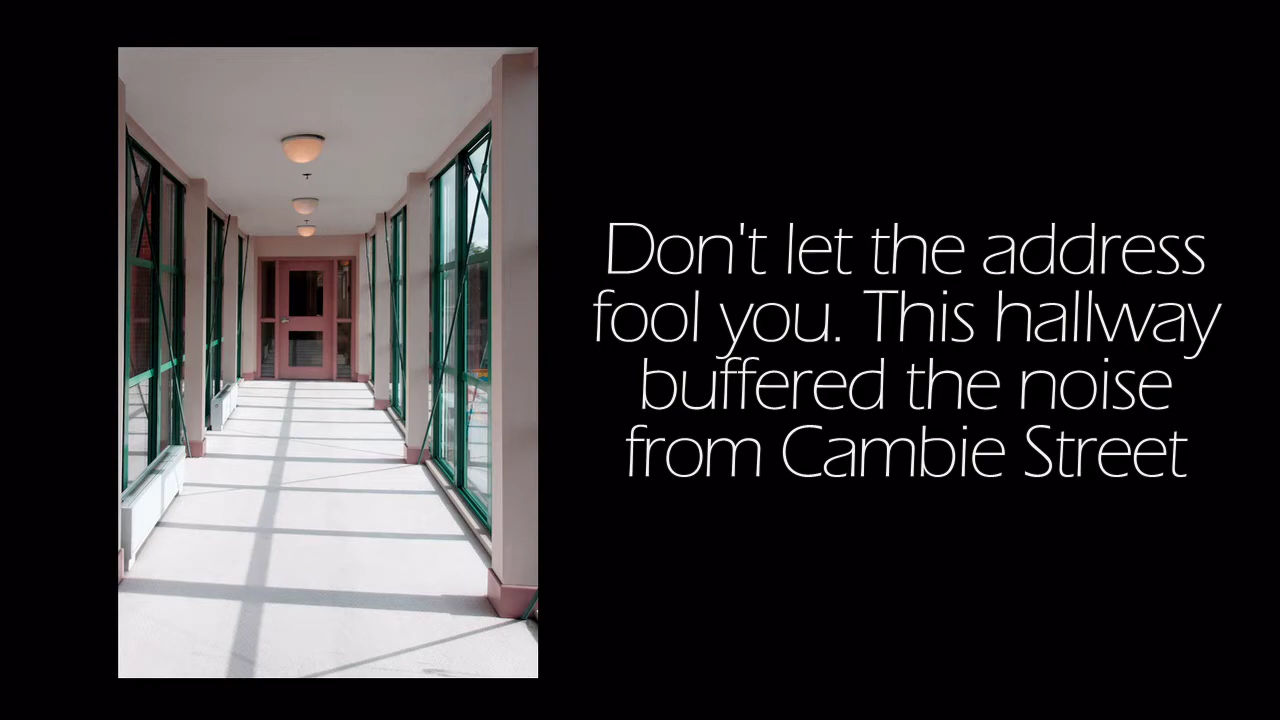 Don't let the address
fool you. This hallway
buffered the noise
from Cambie Street